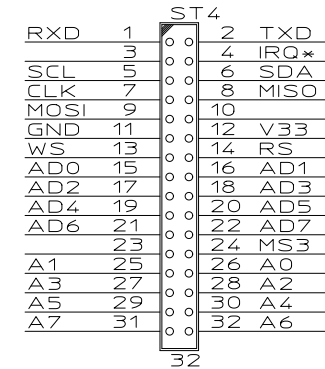 ST4
RXD 1 2 TXD
3 4 IRQ*
SCL 5 6 SDA
CLK 7 8 MISO
MOSI 9 10
GND 11 12 V33
WS 13 14 RS
AD0 15 16 AD1
AD2 17 18 AD3
AD4 19 20 AD5
AD6 21 22 AD7
23 24 MS3
A1 25 26 A0
A3 27 28 A2
A5 29 30 A4
A7 31 32 A6
32